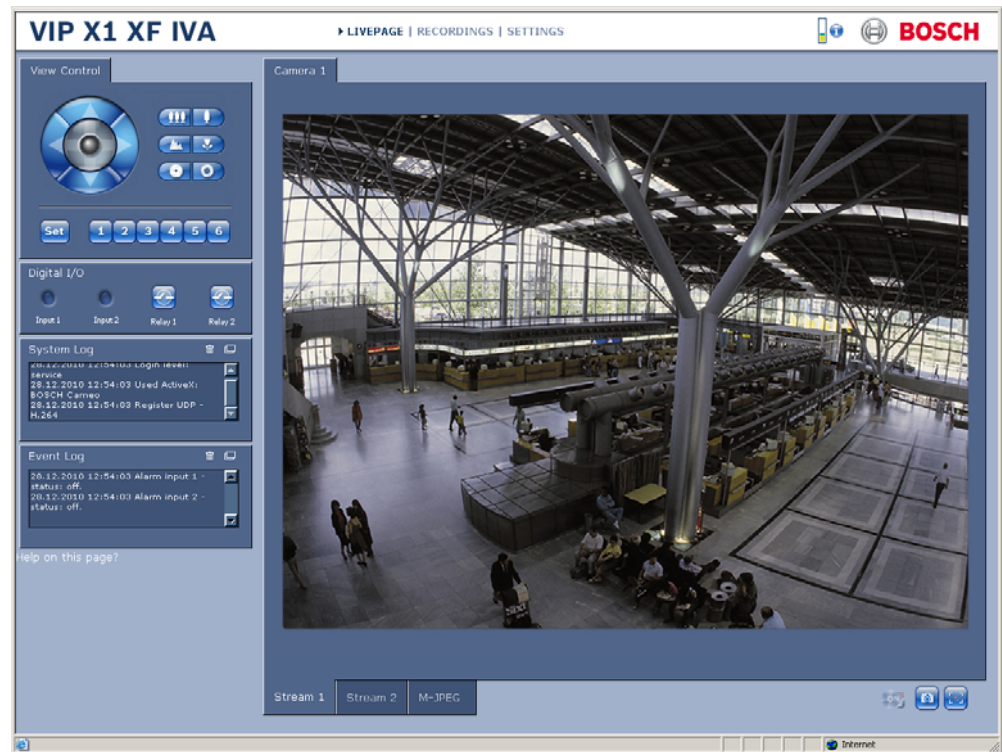 VIP X1 XF IVA
LIVEPAGE | RECORDINGS | SETTINGS
BOSCH
View Control
Camera 1
Set 1 2 3 4 5 6
Digital I/O
Input 1 Input 2 Relay 1 Relay 2
System Log
28.12.2010 12:54:03 Login level:
service
28.12.2010 12:54:03 Used ActiveX:
BOSCH Cameo
28.12.2010 12:54:03 Register UDP -
H.264
Event Log
28.12.2010 12:54:03 Alarm input 1 -
status: off.
28.12.2010 12:54:03 Alarm input 2 -
status: off.
Help on this page?
SIXT
Stream 1 Stream 2 M-JPEG
Internet